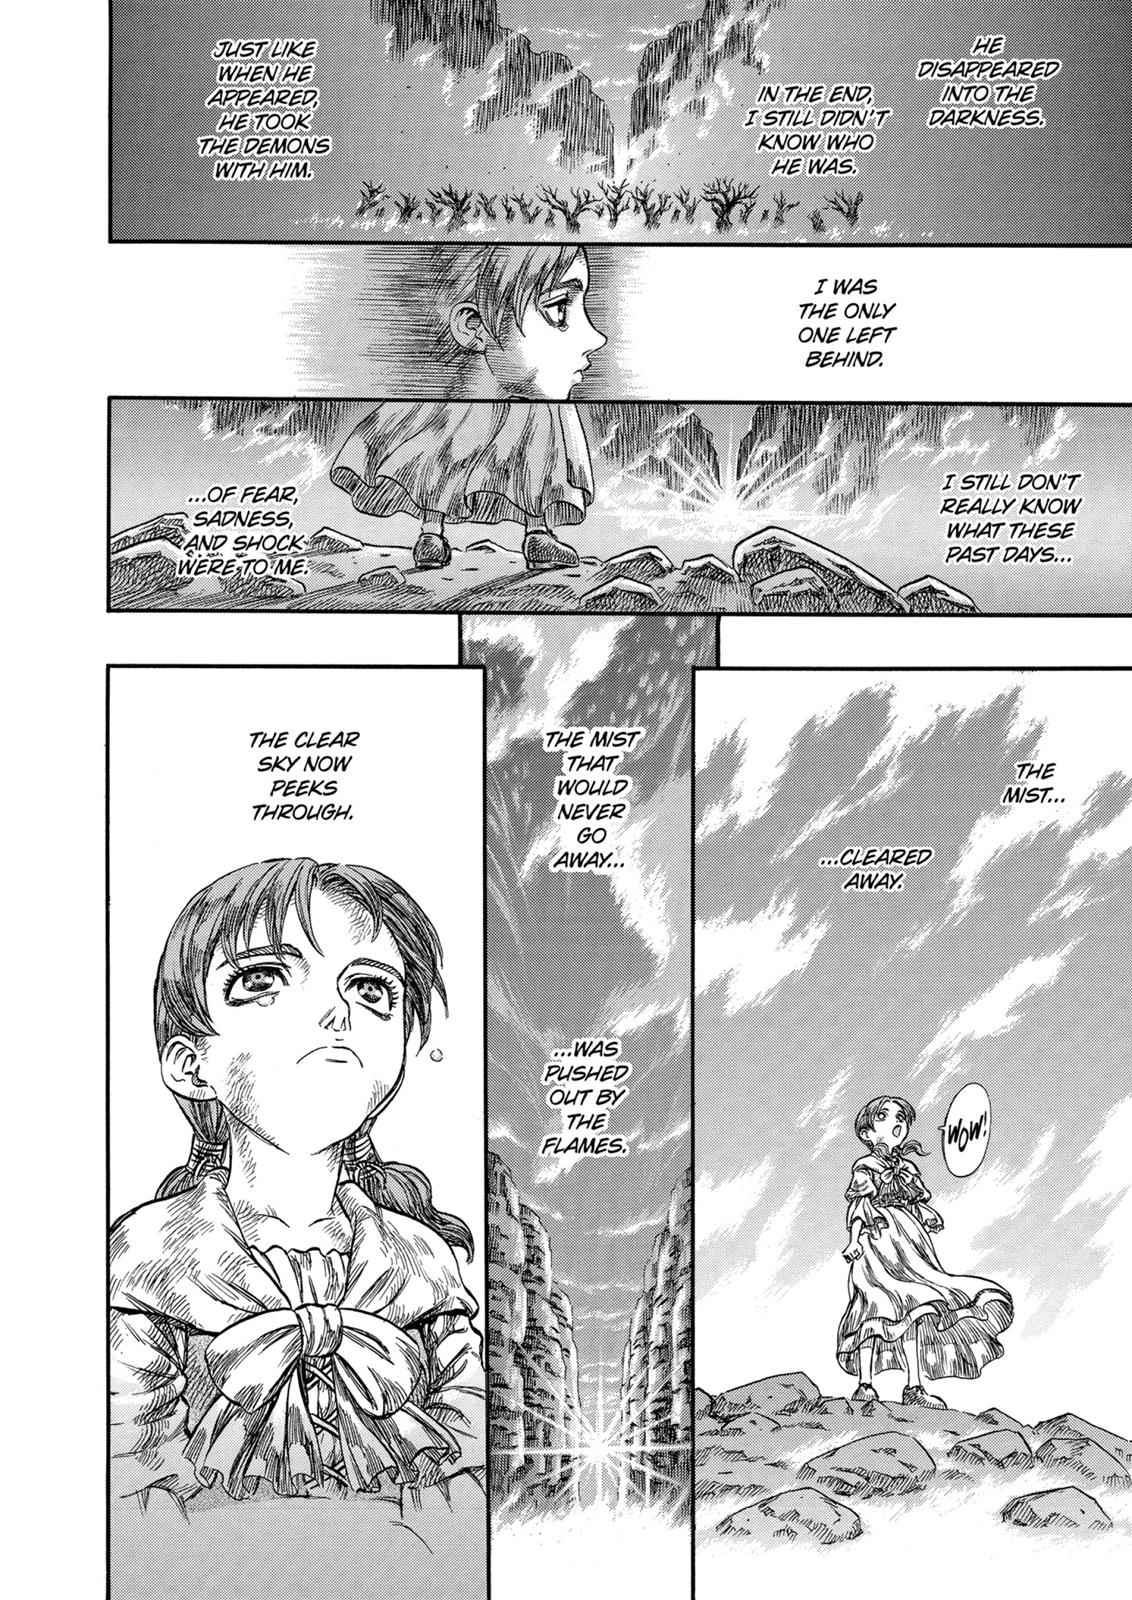 HE
DISAPPEARED
INTO THE
DARKNESS.
IN THE END,
I STILL DIDN'T
KNOW WHO
HE WAS.
JUST LIKE
WHEN HE
APPEARED,
HE TOOK
THE DEMONS
WITH HIM.
I WAS
THE ONLY
ONE LEFT
BEHIND.
I STILL DON'T
REALLY KNOW
WHAT THESE
PAST DAYS...
...OF FEAR,
SADNESS,
AND SHOCK
WERE TO ME.
THE
MIST...
...CLEARED
AWAY.
WOW!
THE MIST
THAT
WOULD
NEVER
GO
AWAY...
...WAS
PUSHED
OUT BY
THE
FLAMES.
THE CLEAR
SKY NOW
PEEKS
THROUGH.